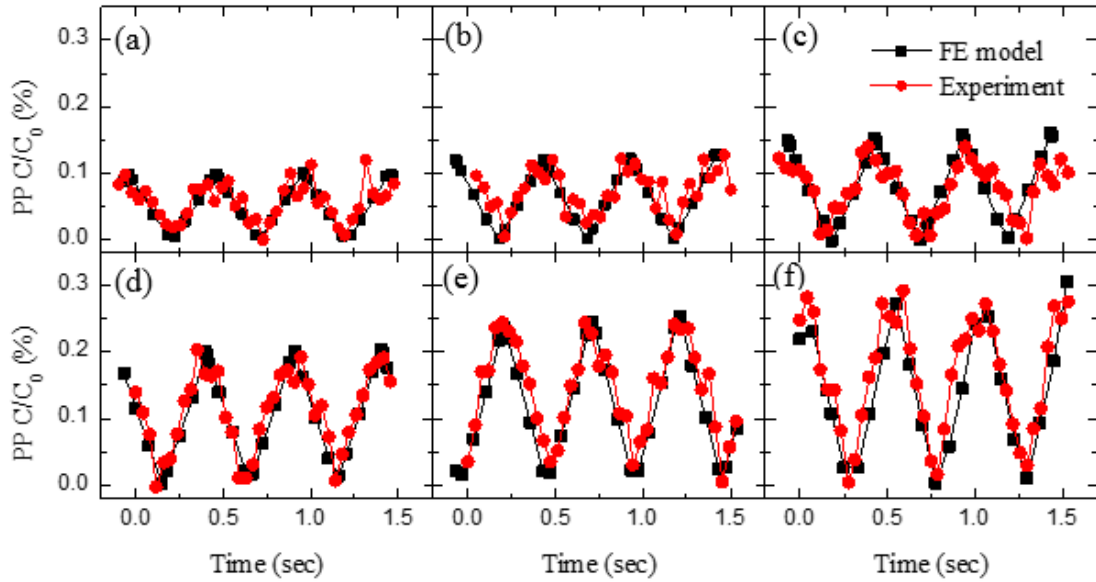 0.3
0.2
0.1
0.0
PP C/C₀ (%)
(a)
(b)
(c)
FE model
Experiment
0.3
0.2
0.1
0.0
PP C/C₀ (%)
(d)
(e)
(f)
0.0 0.5 1.0 1.5
0.0 0.5 1.0 1.5
0.0 0.5 1.0 1.5
Time (sec)
Time (sec)
Time (sec)